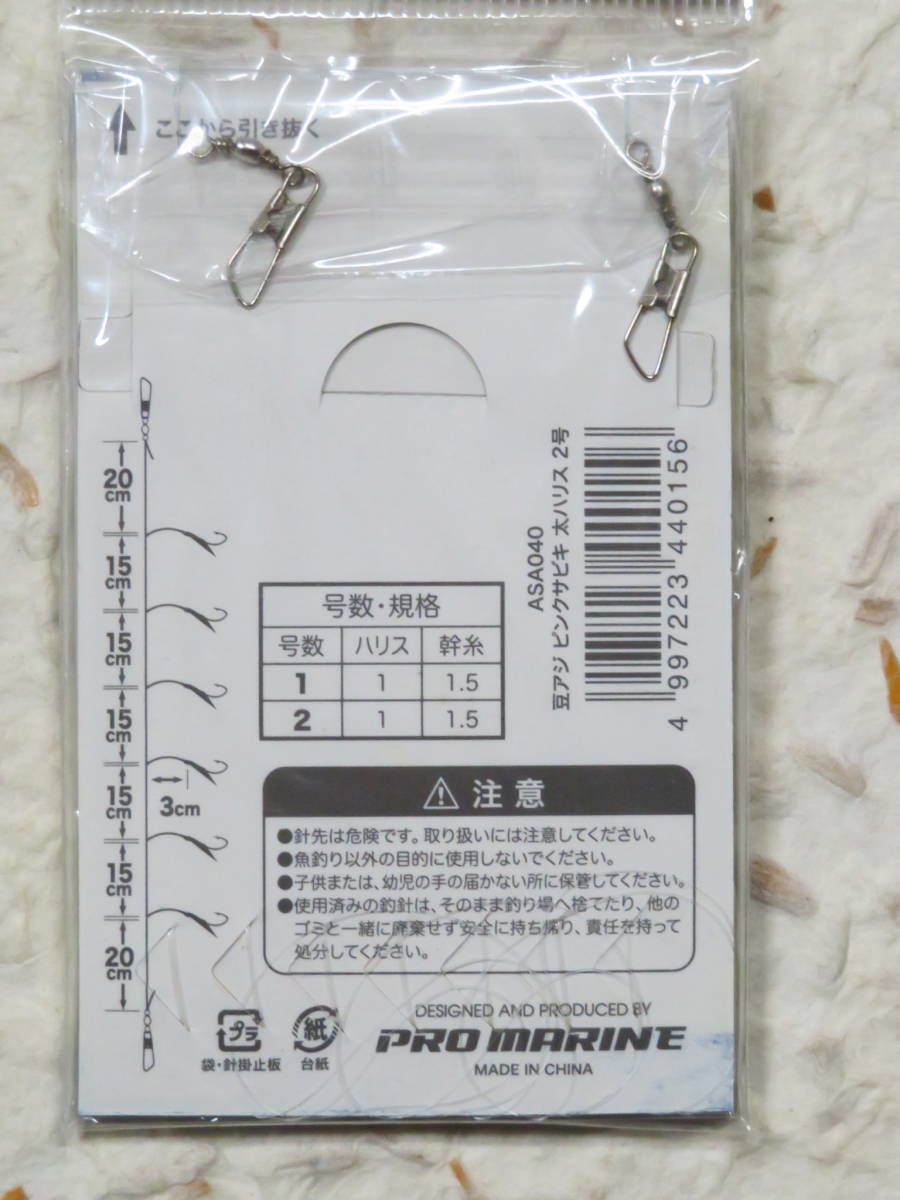 ここから引き抜く
20cm
15cm
15cm
15cm
15cm
15cm
20cm
3cm
ASA040
豆アジ ピンクサビキ 太ハリス 2号
4 997223 440156
号数・規格
号数 ハリス 幹糸
1 1 1.5
2 1 1.5
注意
●針先は危険です。取り扱いには注意してください。
●魚釣り以外の目的に使用しないでください。
●子供または、幼児の手の届かない所に保管してください。
●使用済みの釣針は、そのまま釣り場へ捨てたり、他の
ゴミと一緒に廃棄せず安全に持ち帰り、責任を持って
処分してください。
プラ
袋・針掛止板
紙
台紙
DESIGNED AND PRODUCED BY
PRO MARINE
MADE IN CHINA